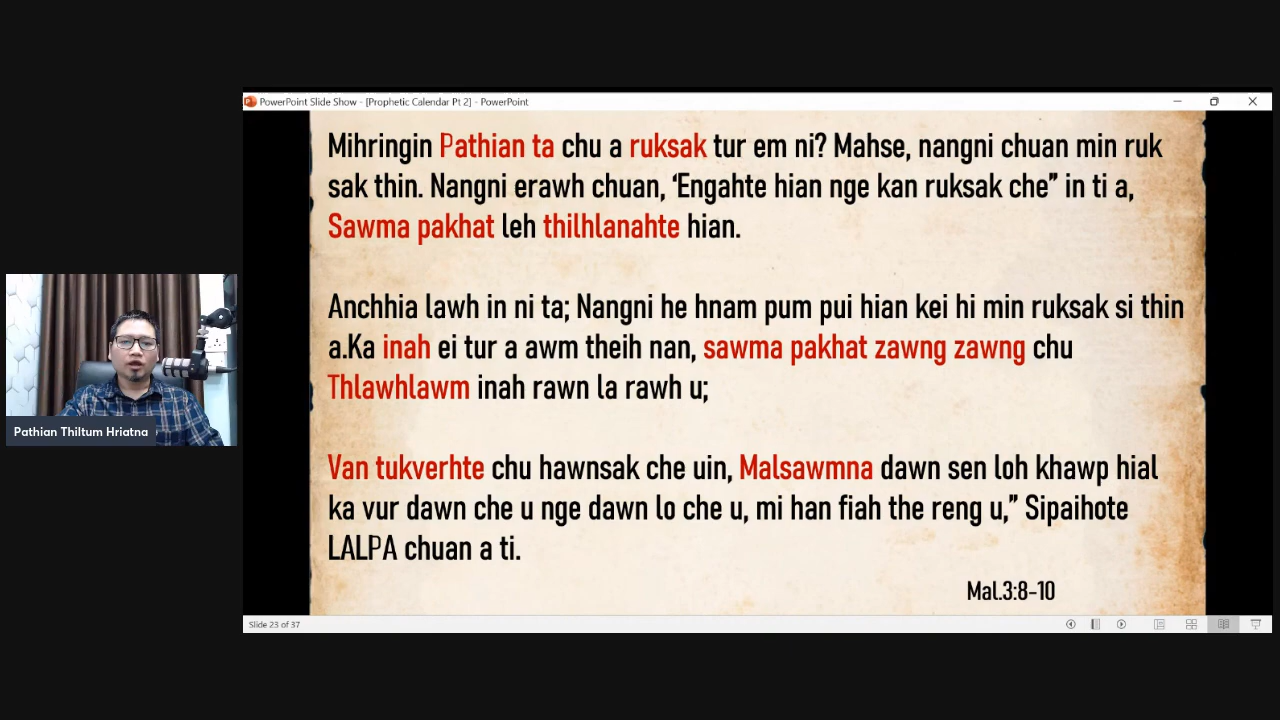 PowerPoint Slide Show - [Prophetic Calendar Pt 2] - PowerPoint
Mihringin Pathian ta chu a ruksak tur em ni? Mahse, nangni chuan min ruk
sak thin. Nangni erawh chuan, ‘Engahte hian nge kan ruksak che” in ti a,
Sawma pakhat leh thilhlanahte hian.
Anchhia lawh in ni ta; Nangni he hnam pum pui hian kei hi min ruksak si thin
a.Ka inah ei tur a awm theih nan, sawma pakhat zawng zawng chu
Thlawhlawm inah rawn la rawh u;
Van tukverhte chu hawnsak che uin, Malsawmna dawn sen loh khawp hial
ka vur dawn che u nge dawn lo che u, mi han fiah the reng u,” Sipaihote
LALPA chuan a ti.
Mal.3:8-10
Pathian Thiltum Hriatna
Slide 23 of 37